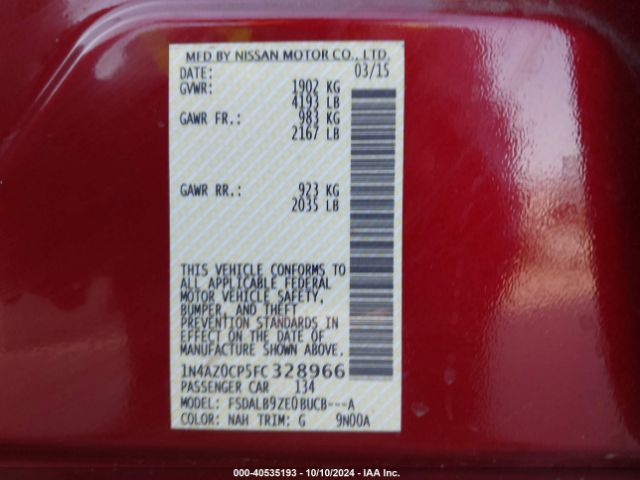 MFD BY NISSAN MOTOR CO., LTD.
DATE: 03/15
GVWR: 1902 KG
4193 LB
GAWR FR.: 983 KG
2167 LB
GAWR RR.: 923 KG
2035 LB
THIS VEHICLE CONFORMS TO
ALL APPLICABLE FEDERAL
MOTOR VEHICLE SAFETY,
BUMPER, AND THEFT
PREVENTION STANDARDS IN
EFFECT ON THE DATE OF
MANUFACTURE SHOWN ABOVE.
1N4AZ0CP5FC 328966
PASSENGER CAR 134
MODEL: FSDALB9ZE0BUCB---A
COLOR: NAH TRIM: G 9N00A
000-40535193 - 10/10/2024 - IAA Inc.